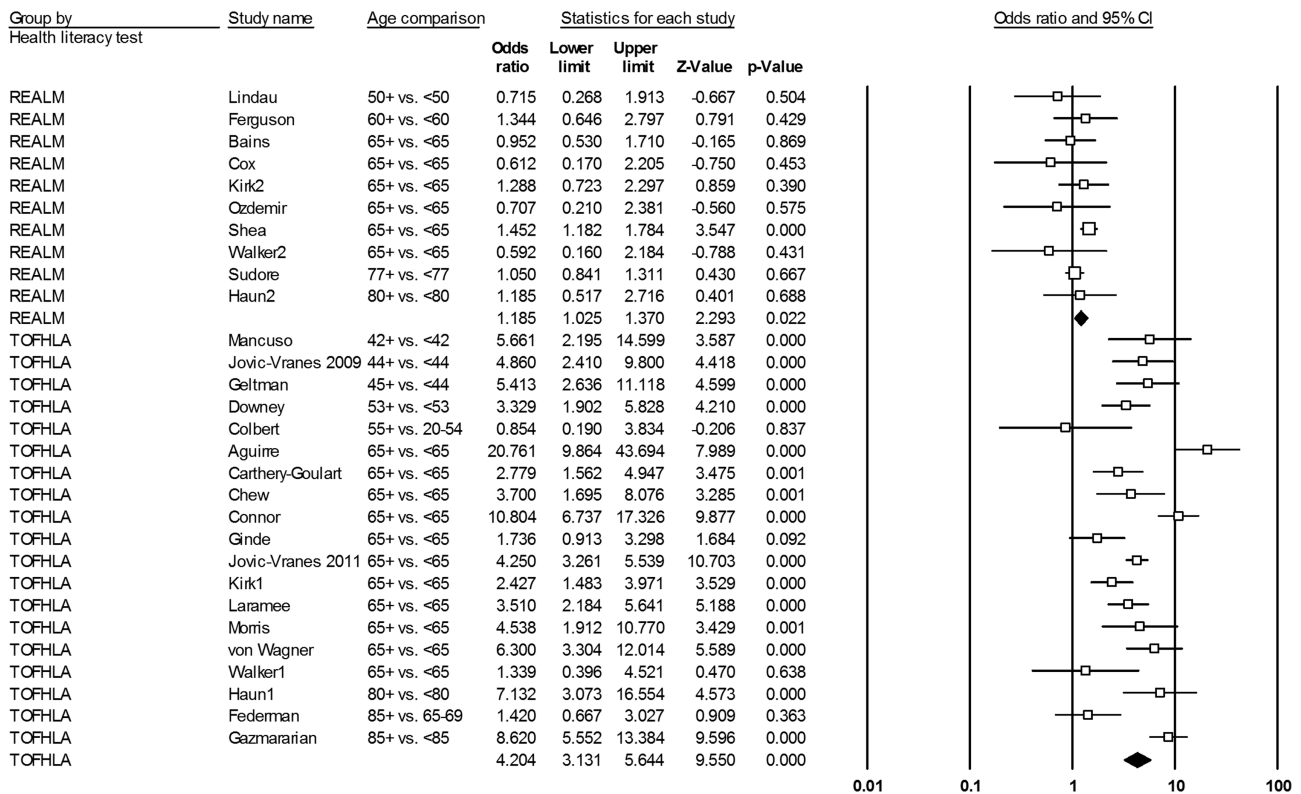 Group by Study name Age comparison Statistics for each study Odds ratio and 95% CI
Health literacy test
Odds Lower Upper
ratio limit limit Z-Value p-Value
REALM Lindau 50+ vs. <50 0.715 0.268 1.913 -0.667 0.504
REALM Ferguson 60+ vs. <60 1.344 0.646 2.797 0.791 0.429
REALM Bains 65+ vs. <65 0.952 0.530 1.710 -0.165 0.869
REALM Cox 65+ vs. <65 0.612 0.170 2.205 -0.750 0.453
REALM Kirk2 65+ vs. <65 1.288 0.723 2.297 0.859 0.390
REALM Ozdemir 65+ vs. <65 0.707 0.210 2.381 -0.560 0.575
REALM Shea 65+ vs. <65 1.452 1.182 1.784 3.547 0.000
REALM Walker2 65+ vs. <65 0.592 0.160 2.184 -0.788 0.431
REALM Sudore 77+ vs. <77 1.050 0.841 1.311 0.430 0.667
REALM Haun2 80+ vs. <80 1.185 0.517 2.716 0.401 0.688
REALM 1.185 1.025 1.370 2.293 0.022
TOFHLA Mancuso 42+ vs. <42 5.661 2.195 14.599 3.587 0.000
TOFHLA Jovic-Vranes 2009 44+ vs. <44 4.860 2.410 9.800 4.418 0.000
TOFHLA Geltman 45+ vs. <44 5.413 2.636 11.118 4.599 0.000
TOFHLA Downey 53+ vs. <53 3.329 1.902 5.828 4.210 0.000
TOFHLA Colbert 55+ vs. 20-54 0.854 0.190 3.834 -0.206 0.837
TOFHLA Aguirre 65+ vs. <65 20.761 9.864 43.694 7.989 0.000
TOFHLA Carthery-Goulart 65+ vs. <65 2.779 1.562 4.947 3.475 0.001
TOFHLA Chew 65+ vs. <65 3.700 1.695 8.076 3.285 0.001
TOFHLA Connor 65+ vs. <65 10.804 6.737 17.326 9.877 0.000
TOFHLA Ginde 65+ vs. <65 1.736 0.913 3.298 1.684 0.092
TOFHLA Jovic-Vranes 2011 65+ vs. <65 4.250 3.261 5.539 10.703 0.000
TOFHLA Kirk1 65+ vs. <65 2.427 1.483 3.971 3.529 0.000
TOFHLA Laramee 65+ vs. <65 3.510 2.184 5.641 5.188 0.000
TOFHLA Morris 65+ vs. <65 4.538 1.912 10.770 3.429 0.001
TOFHLA von Wagner 65+ vs. <65 6.300 3.304 12.014 5.589 0.000
TOFHLA Walker1 65+ vs. <65 1.339 0.396 4.521 0.470 0.638
TOFHLA Haun1 80+ vs. <80 7.132 3.073 16.554 4.573 0.000
TOFHLA Federman 85+ vs. 65-69 1.420 0.667 3.027 0.909 0.363
TOFHLA Gazmararian 85+ vs. <85 8.620 5.552 13.384 9.596 0.000
TOFHLA 4.204 3.131 5.644 9.550 0.000
0.01 0.1 1 10 100